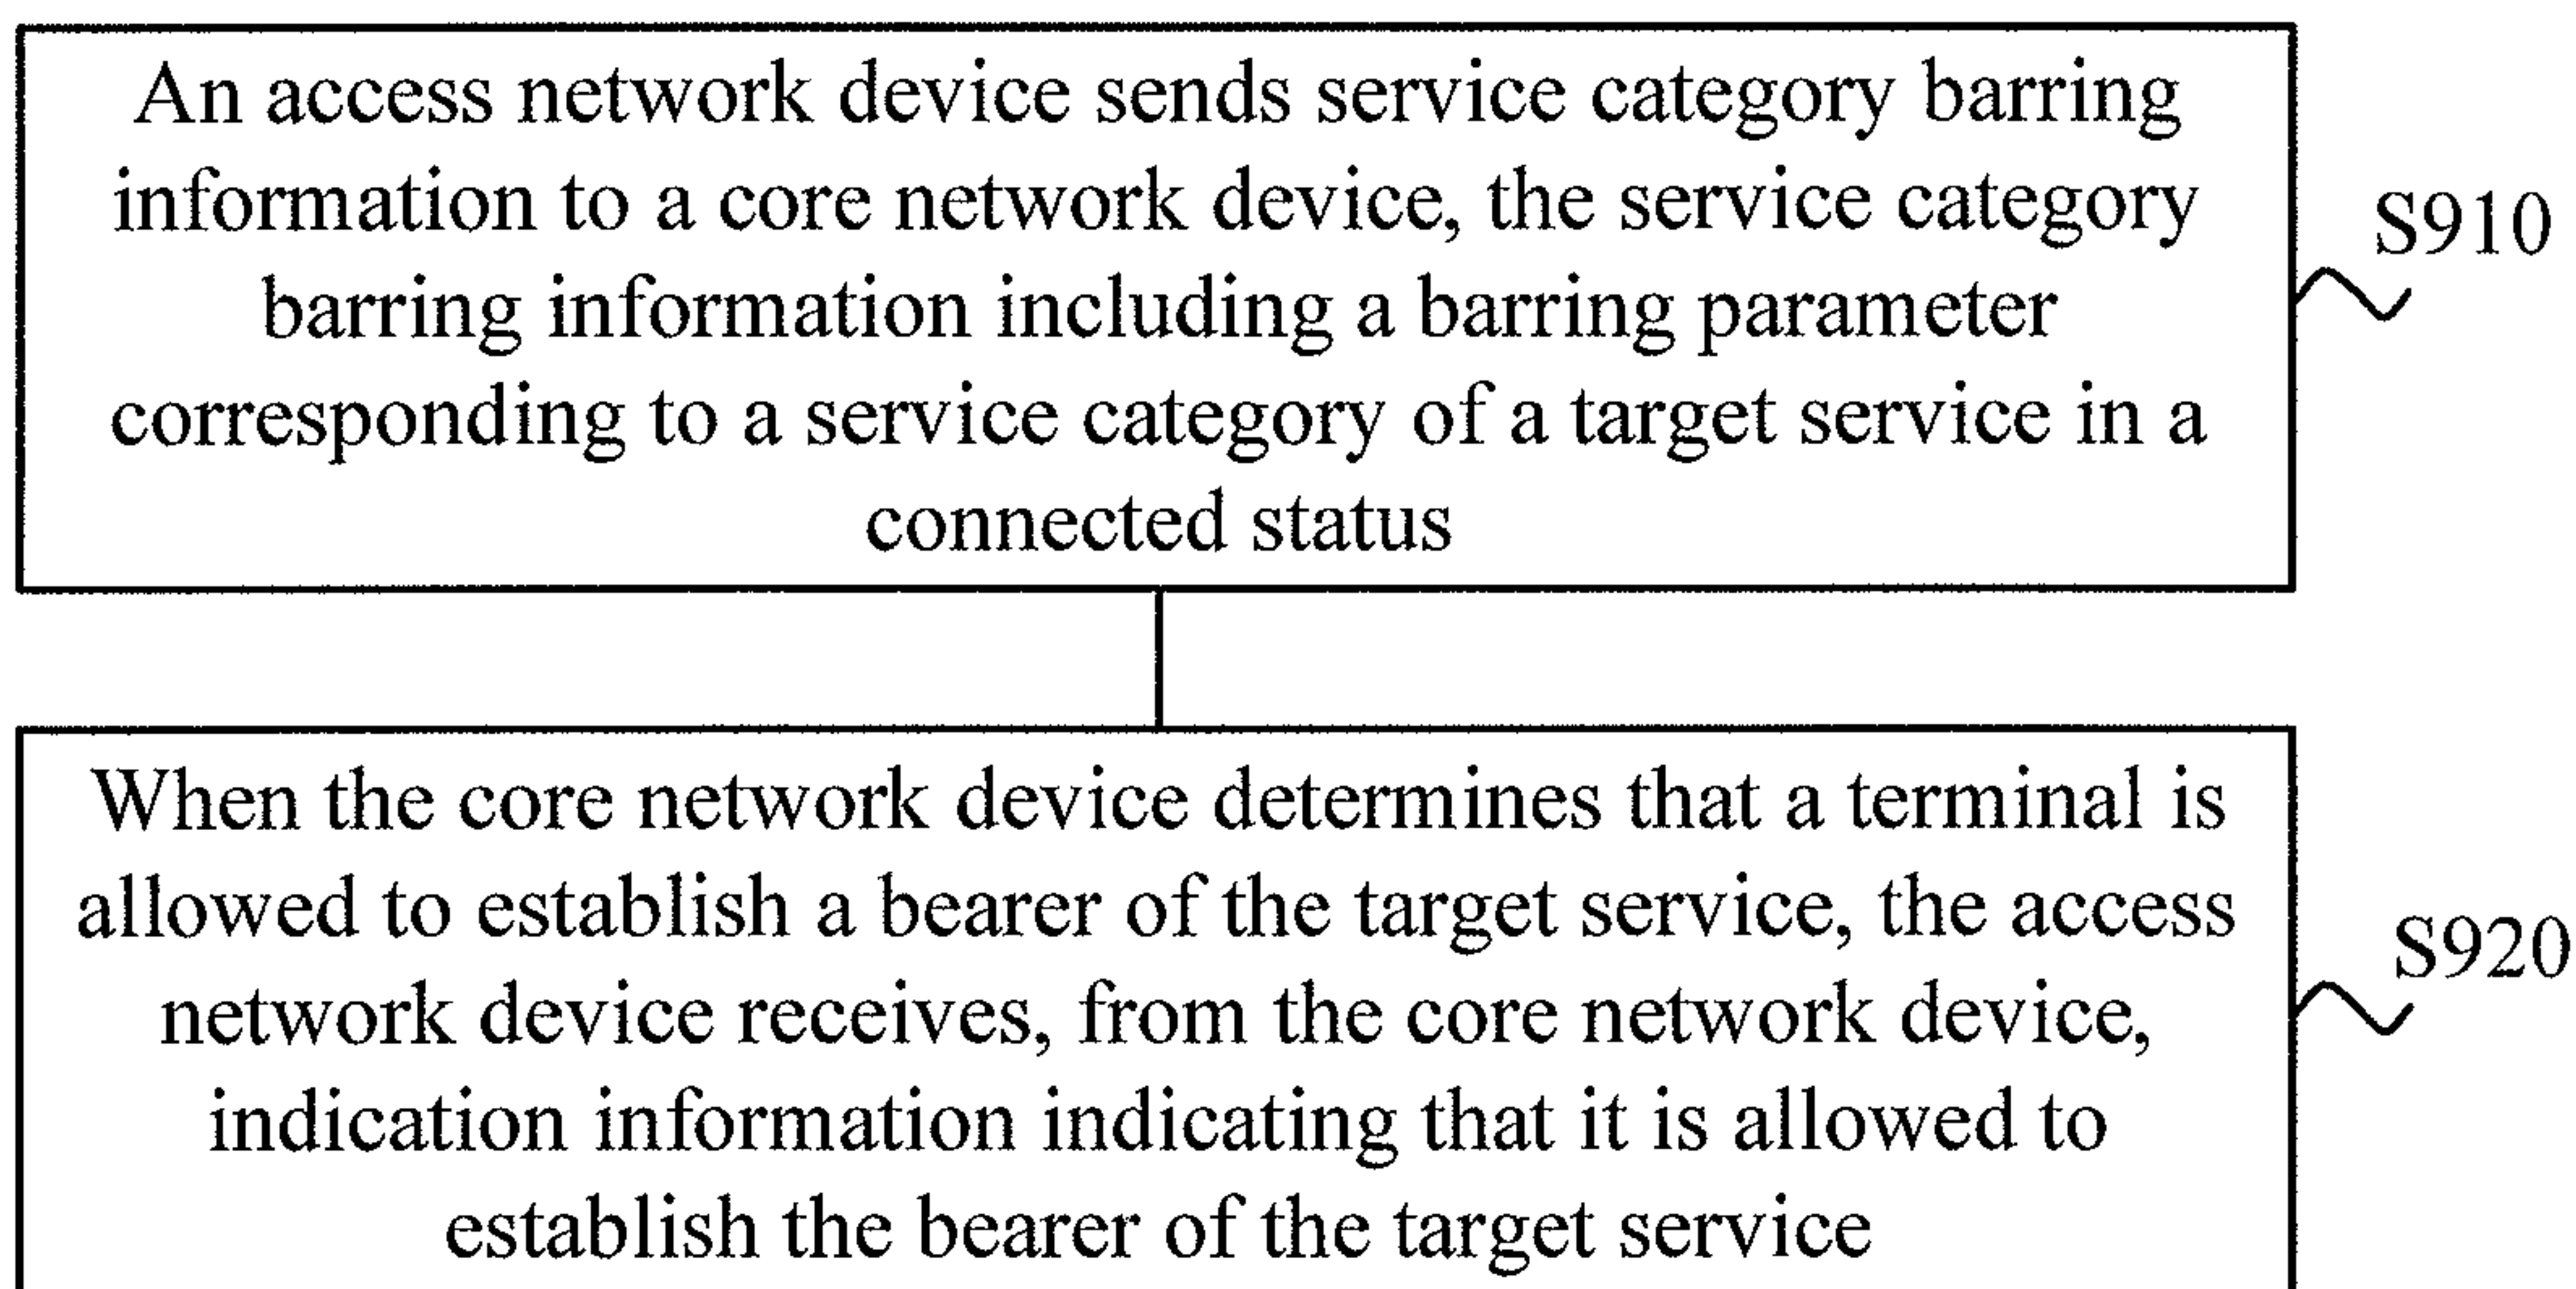 An access network device sends service category barring
information to a core network device, the service category
barring information including a barring parameter
corresponding to a service category of a target service in a
connected status
S910
When the core network device determines that a terminal is
allowed to establish a bearer of the target service, the access
network device receives, from the core network device,
indication information indicating that it is allowed to
establish the bearer of the target service
S920